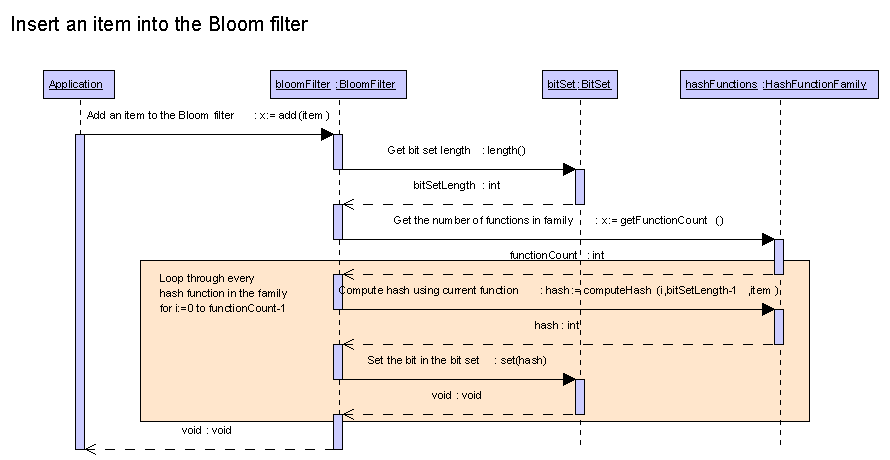 Insert an item into the Bloom filter
Application
bloomFilter :BloomFilter
bitSet:BitSet
hashFunctions :HashFunctionFamily
Add an item to the Bloom filter : x:= add(item )
Get bit set length : length()
bitSetLength : int
Get the number of functions in family : x:= getFunctionCount ()
functionCount : int
Loop through every
hash function in the family
for i:=0 to functionCount-1
Compute hash using current function : hash:= computeHash (i,bitSetLength-1 ,item )
hash : int
Set the bit in the bit set : set(hash)
void : void
void : void